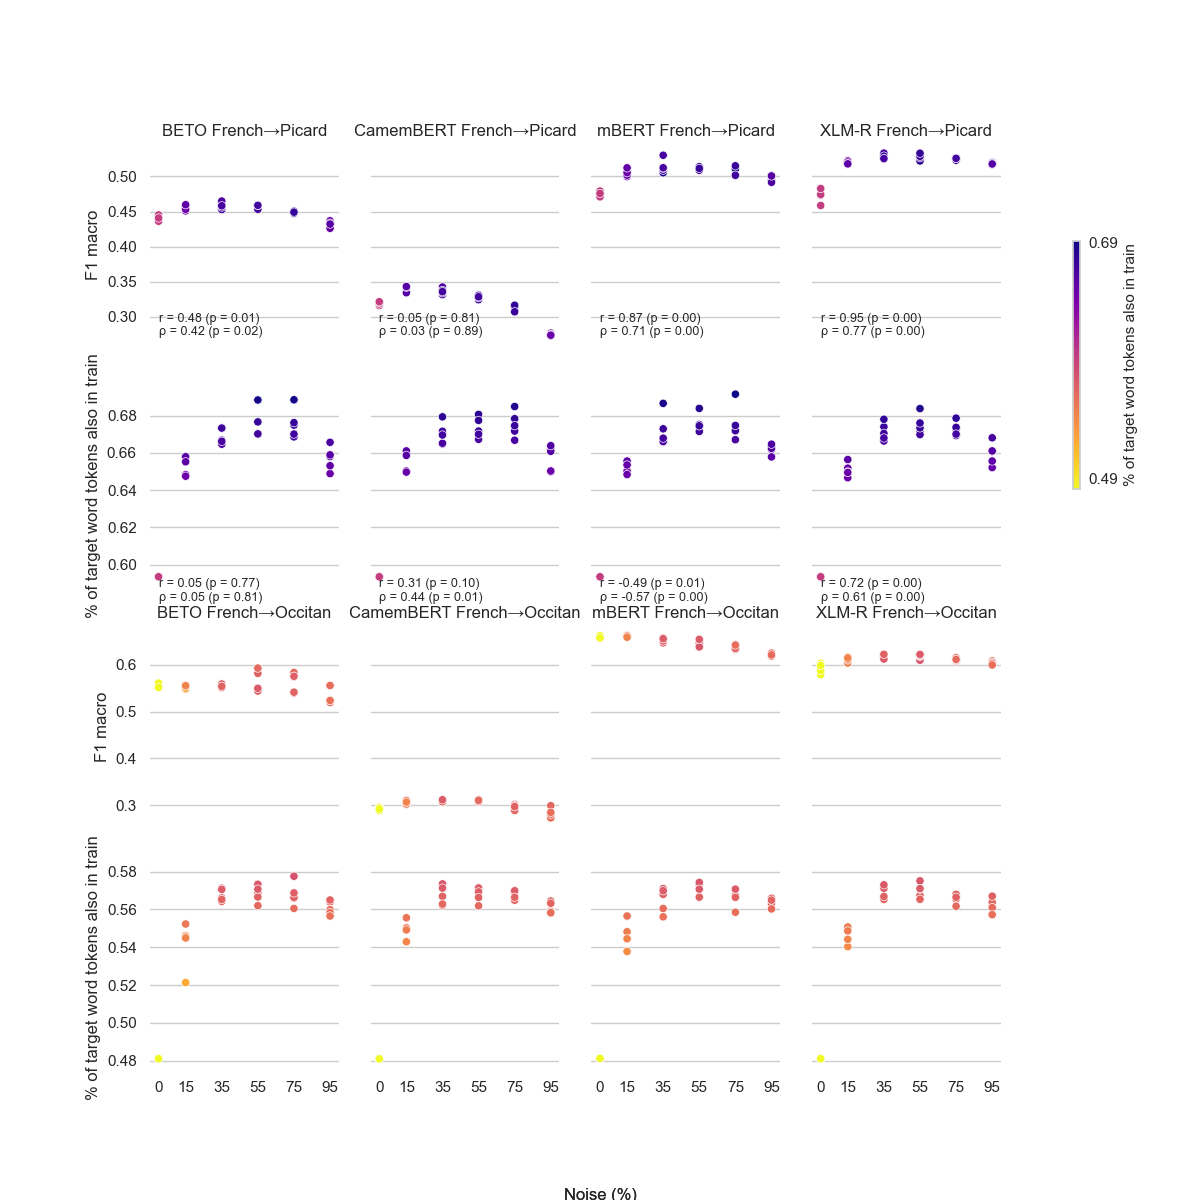 BETO French→Picard
CamemBERT French→Picard
mBERT French→Picard
XLM-R French→Picard
F1 macro
0.50
0.45
0.40
0.35
0.30
r = 0.48 (p = 0.01)
ρ = 0.42 (p = 0.02)
r = 0.05 (p = 0.81)
ρ = 0.03 (p = 0.89)
r = 0.87 (p = 0.00)
ρ = 0.71 (p = 0.00)
r = 0.95 (p = 0.00)
ρ = 0.77 (p = 0.00)
0.69
0.49
% of target word tokens also in train
% of target word tokens also in train
0.68
0.66
0.64
0.62
0.60
r = 0.05 (p = 0.77)
ρ = 0.05 (p = 0.81)
r = 0.31 (p = 0.10)
ρ = 0.44 (p = 0.01)
r = -0.49 (p = 0.01)
ρ = -0.57 (p = 0.00)
r = 0.72 (p = 0.00)
ρ = 0.61 (p = 0.00)
BETO French→Occitan
CamemBERT French→Occitan
mBERT French→Occitan
XLM-R French→Occitan
F1 macro
0.6
0.5
0.4
0.3
% of target word tokens also in train
0.58
0.56
0.54
0.52
0.50
0.48
0 15 35 55 75 95
0 15 35 55 75 95
0 15 35 55 75 95
0 15 35 55 75 95
Noise (%)